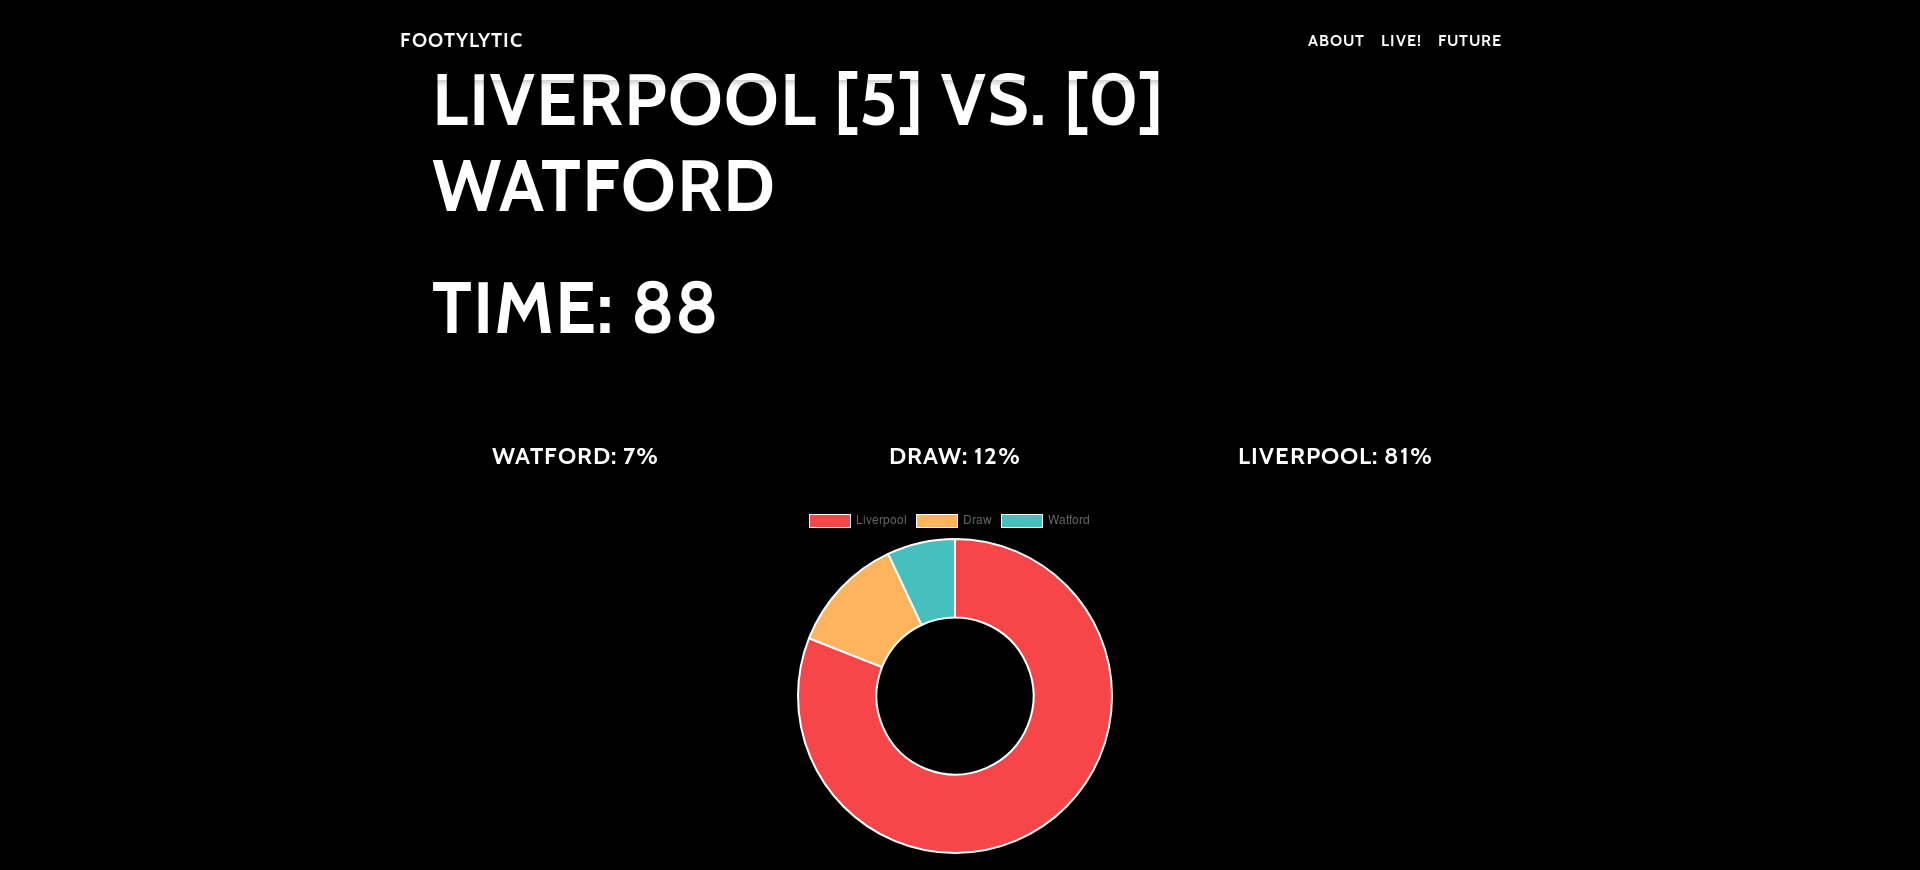 FOOTYLYTIC
ABOUT LIVE! FUTURE
LIVERPOOL [5] VS. [0]
WATFORD
TIME: 88
WATFORD: 7% DRAW: 12% LIVERPOOL: 81%
Liverpool Draw Watford